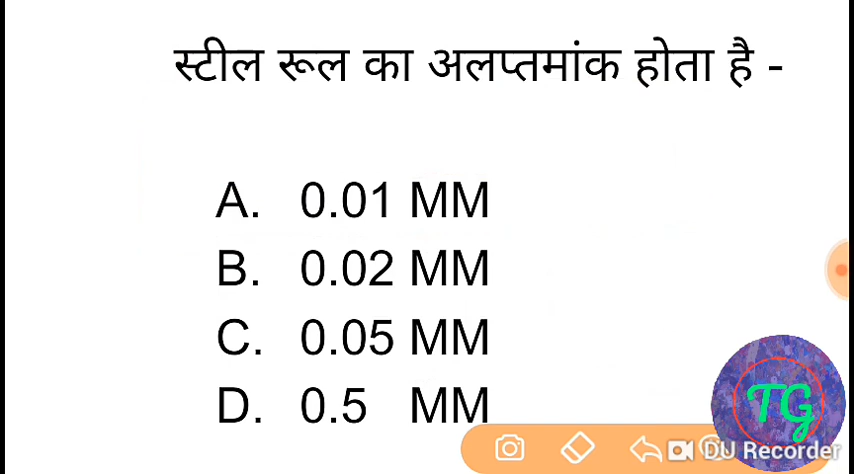 स्टील रूल का अलप्तमांक होता है -
A. 0.01 MM
B. 0.02 MM
C. 0.05 MM
D. 0.5 MM
TG
DU Recorder